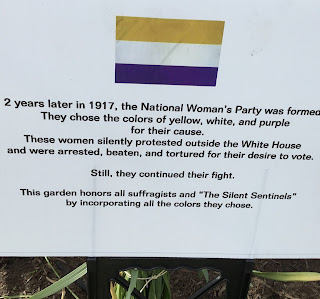 2 years later in 1917, the National Woman's Party was formed
They chose the colors of yellow, white, and purple
for their cause.
These women silently protested outside the White House
and were arrested, beaten, and tortured for their desire to vote.
Still, they continued their fight.
This garden honors all suffragists and "The Silent Sentinels"
by incorporating all the colors they chose.